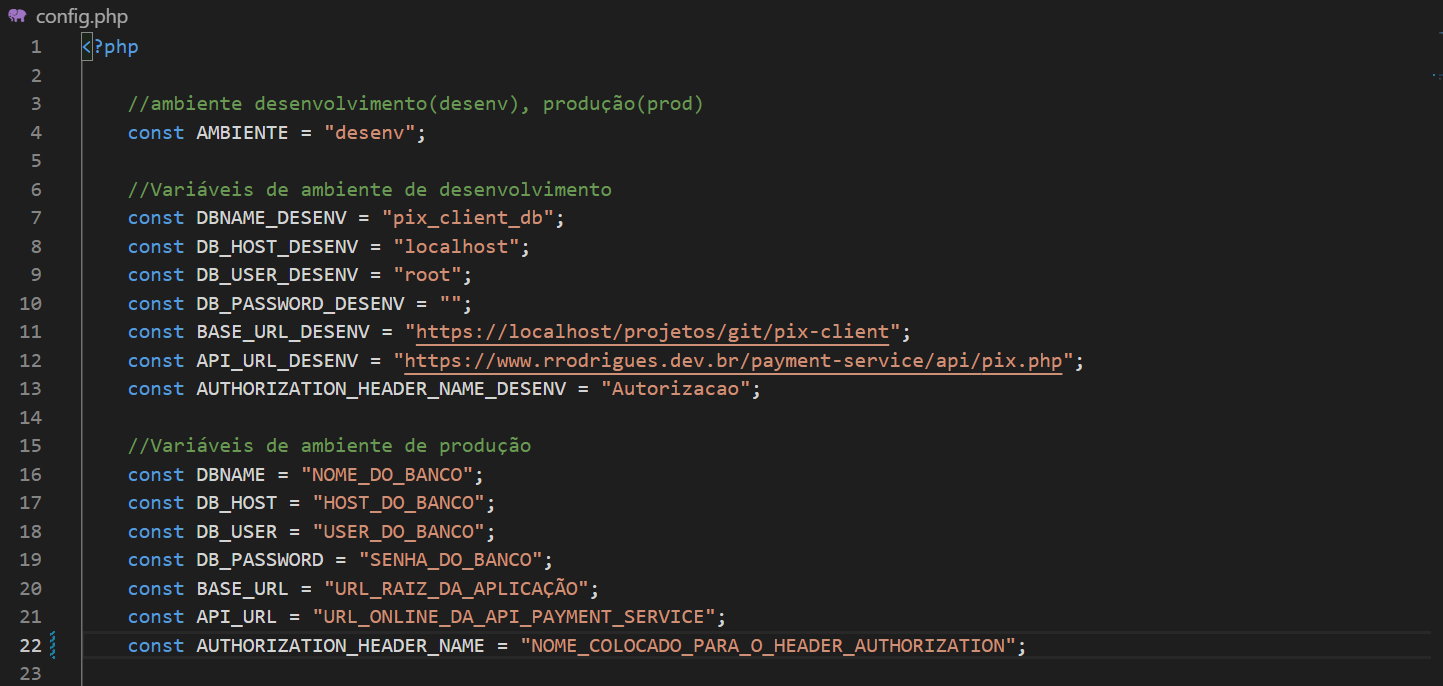 config.php
1 <?php
2
3 //ambiente desenvolvimento(desenv), produção(prod)
4 const AMBIENTE = "desenv";
5
6 //Variáveis de ambiente de desenvolvimento
7 const DBNAME_DESENV = "pix_client_db";
8 const DB_HOST_DESENV = "localhost";
9 const DB_USER_DESENV = "root";
10 const DB_PASSWORD_DESENV = "";
11 const BASE_URL_DESENV = "https://localhost/projetos/git/pix-client";
12 const API_URL_DESENV = "https://www.rrodrigues.dev.br/payment-service/api/pix.php";
13 const AUTHORIZATION_HEADER_NAME_DESENV = "Autorizacao";
14
15 //Variáveis de ambiente de produção
16 const DBNAME = "NOME_DO_BANCO";
17 const DB_HOST = "HOST_DO_BANCO";
18 const DB_USER = "USER_DO_BANCO";
19 const DB_PASSWORD = "SENHA_DO_BANCO";
20 const BASE_URL = "URL_RAIZ_DA_APLICAÇÃO";
21 const API_URL = "URL_ONLINE_DA_API_PAYMENT_SERVICE";
22 const AUTHORIZATION_HEADER_NAME = "NOME_COLOCADO_PARA_O_HEADER_AUTHORIZATION";
23